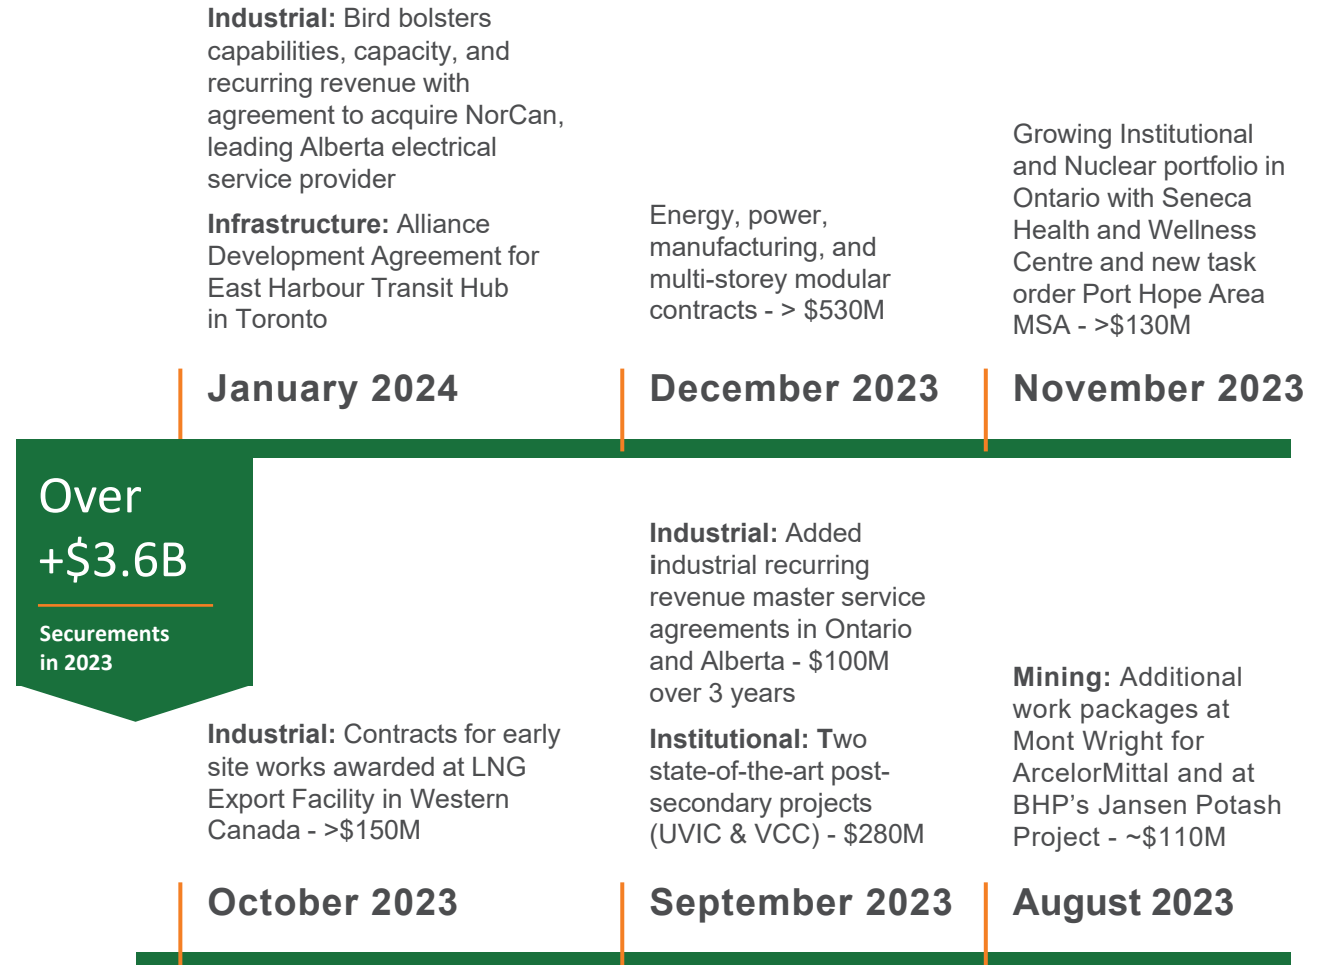 Industrial: Bird bolsters
capabilities, capacity, and
recurring revenue with
agreement to acquire NorCan,
leading Alberta electrical
service provider
Infrastructure: Alliance
Development Agreement for
East Harbour Transit Hub
in Toronto
January 2024
Energy, power,
manufacturing, and
multi-storey modular
contracts - > $530M
December 2023
Growing Institutional
and Nuclear portfolio in
Ontario with Seneca
Health and Wellness
Centre and new task
order Port Hope Area
MSA - >$130M
November 2023
Over
+$3.6B
Securements
in 2023
Industrial: Contracts for early
site works awarded at LNG
Export Facility in Western
Canada - >$150M
October 2023
Industrial: Added
industrial recurring
revenue master service
agreements in Ontario
and Alberta - $100M
over 3 years
Institutional: Two
state-of-the-art post-
secondary projects
(UVIC & VCC) - $280M
September 2023
Mining: Additional
work packages at
Mont Wright for
ArcelorMittal and at
BHP’s Jansen Potash
Project - ~$110M
August 2023